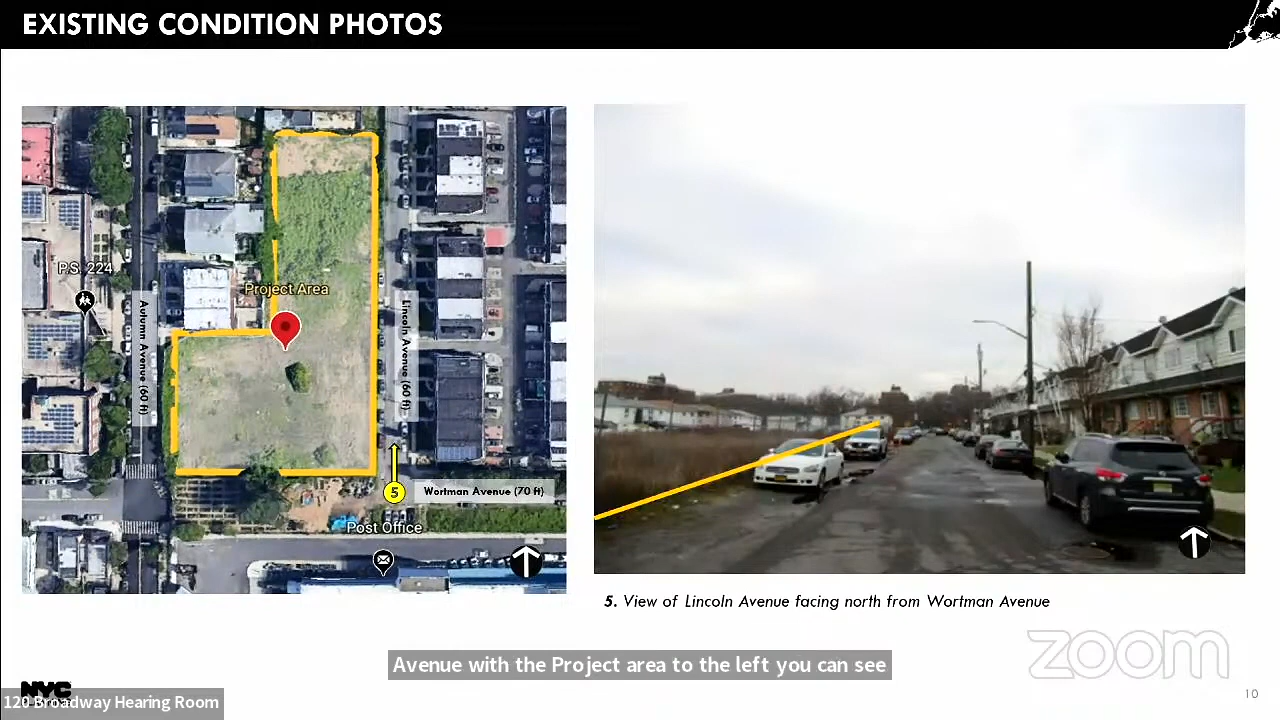 EXISTING CONDITION PHOTOS
P.S. 224
Project Area
Autumn Avenue (60 ft)
Lincoln Avenue (60 ft)
5
Wortman Avenue (70 ft)
Post Office
5. View of Lincoln Avenue facing north from Wortman Avenue
zoom
Avenue with the Project area to the left you can see
NYC
120 Broadway Hearing Room
10